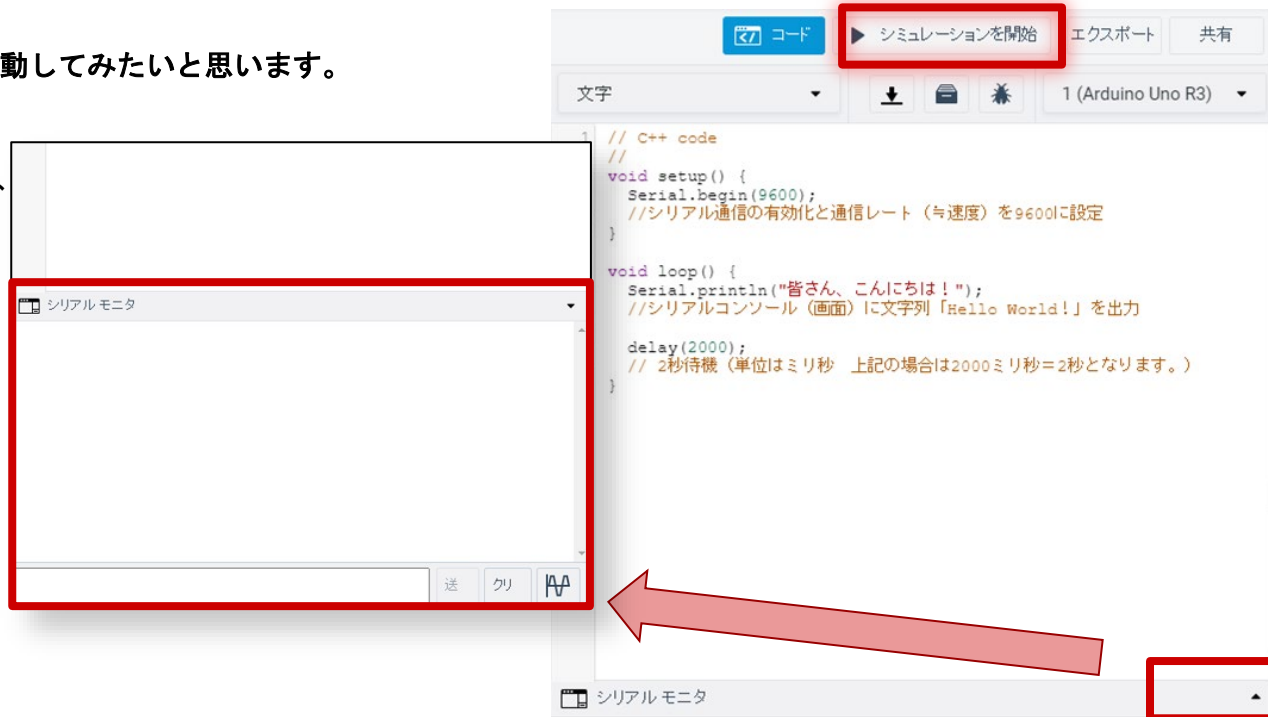 動してみたいと思います。
、
コード
シミュレーションを開始
エクスポート
共有
文字
1 (Arduino Uno R3)
1
// C++ code
//
void setup() {
Serial.begin(9600);
//シリアル通信の有効化と通信レート（≒速度）を9600に設定
}
void loop() {
Serial.println("皆さん、こんにちは！");
//シリアルコンソール（画面）に文字列「Hello World!」を出力
delay(2000);
// 2秒待機（単位はミリ秒　上記の場合は2000ミリ秒＝2秒となります。）
}
シリアル モニタ
送
クリ
シリアル モニタ